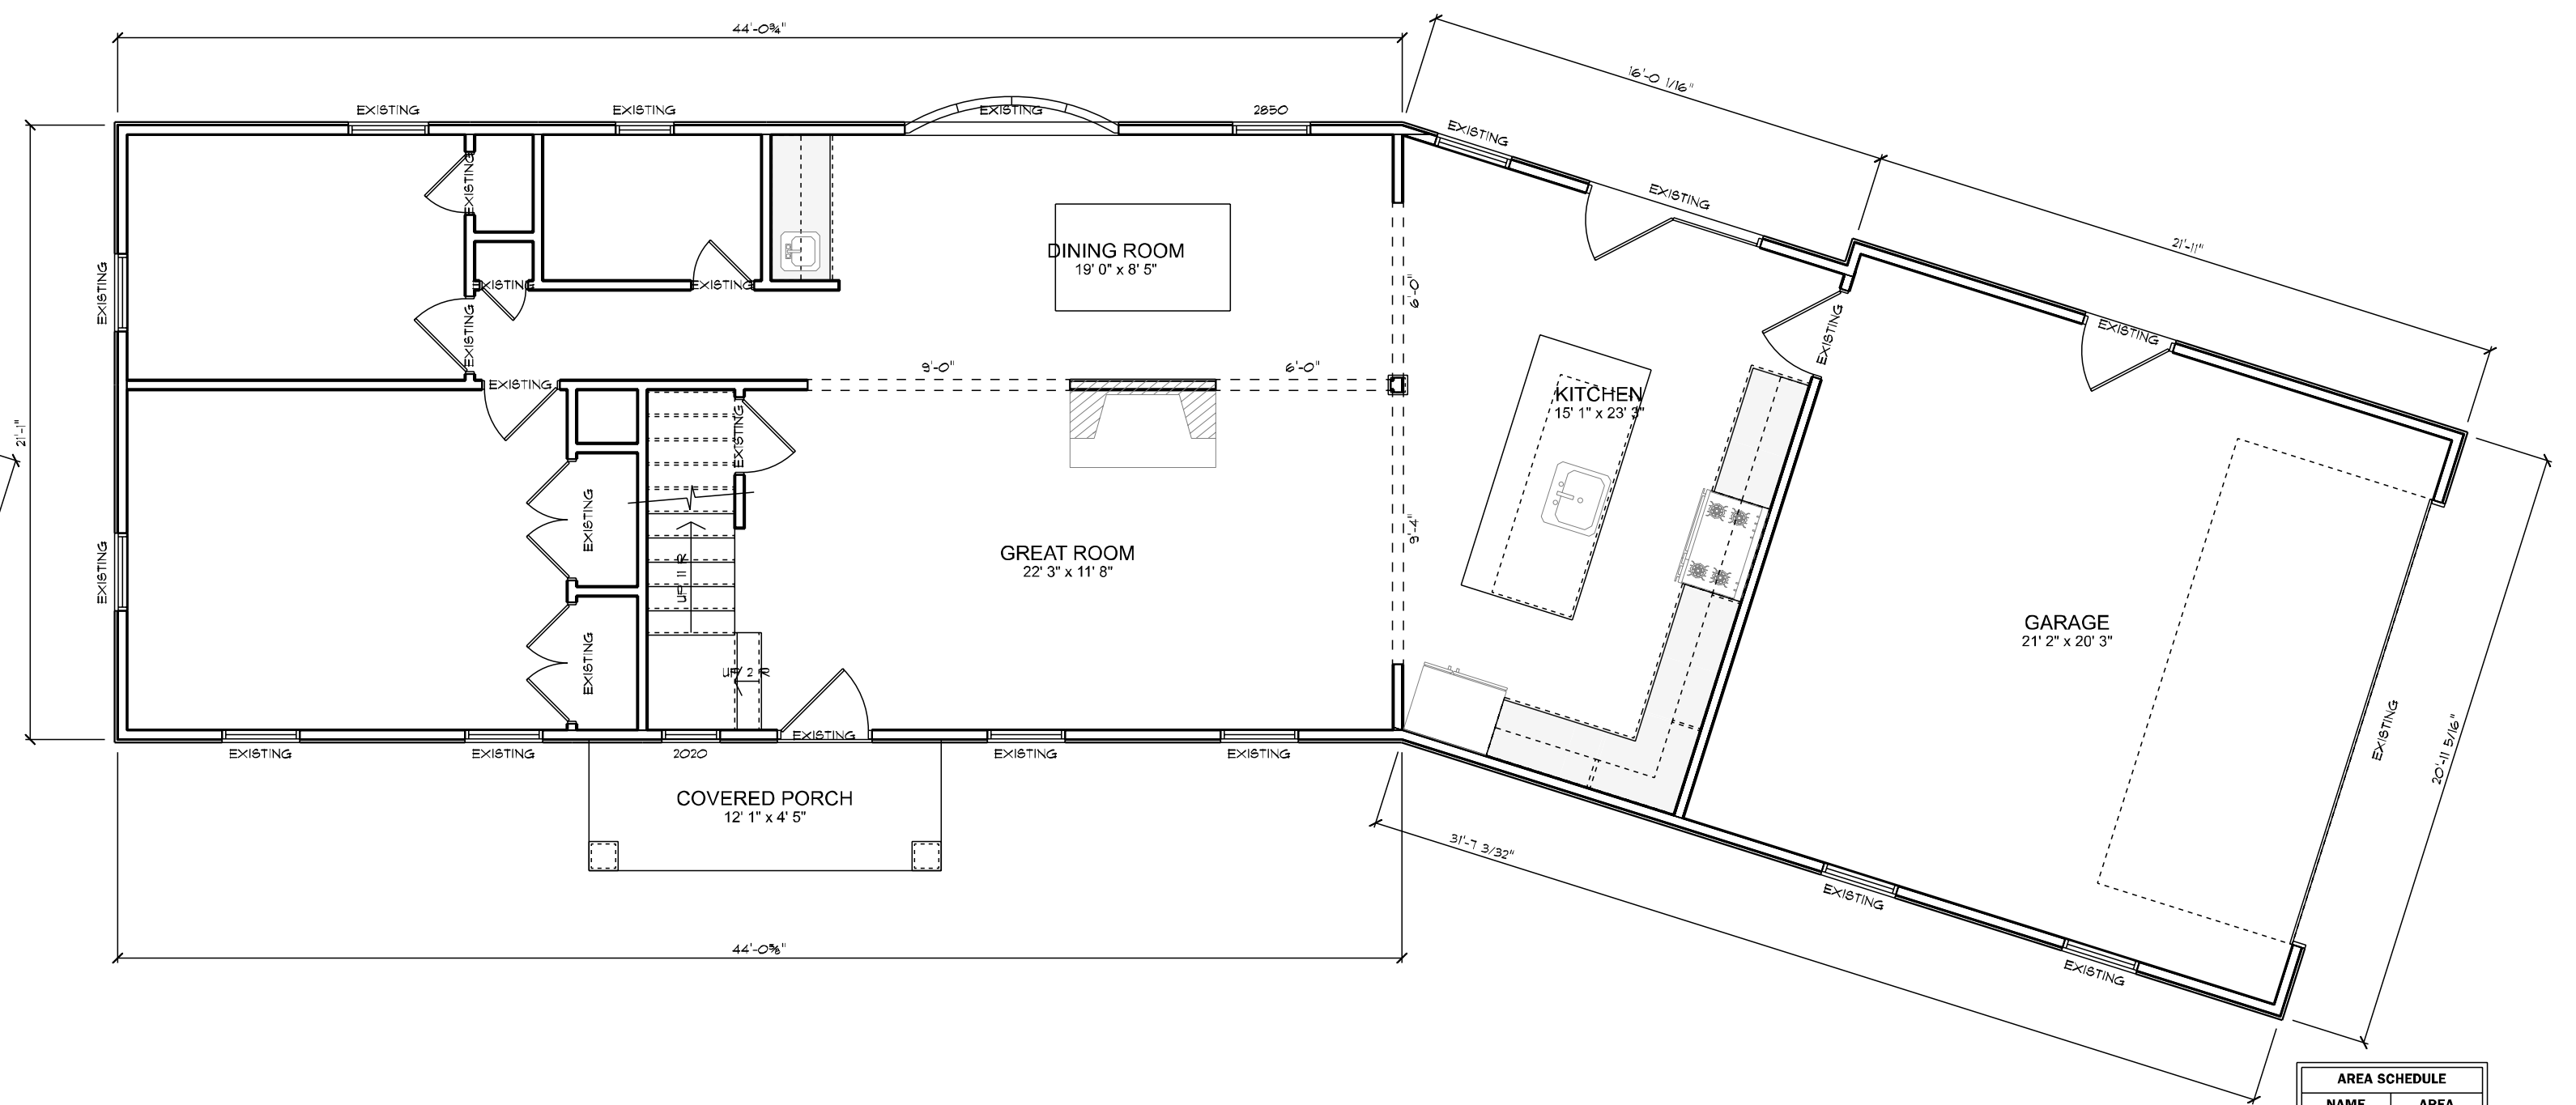 44'-0¾"
16'-0 1/16"
EXISTING
EXISTING
EXISTING
2850
EXISTING
EXISTING
EXISTING
21'-11"
DINING ROOM
19' 0" x 8' 5"
EXISTING
EXISTING
EXISTING
EXISTING
6'-0"
EXISTING
EXISTING
EXISTING
9'-0"
6'-0"
EXISTING
KITCHEN
15' 1" x 23' 3"
21'-1"
EXISTING
EXISTING
9'-4"
GREAT ROOM
22' 3" x 11' 8"
EXISTING
UP 11 R
GARAGE
21' 2" x 20' 3"
EXISTING
UP 2 R
EXISTING
20'-11 5/16"
EXISTING
EXISTING
EXISTING
2020
EXISTING
EXISTING
EXISTING
COVERED PORCH
12' 1" x 4' 5"
31'-7 3/32"
EXISTING
44'-0⅝"
EXISTING
AREA SCHEDULE
NAME
AREA